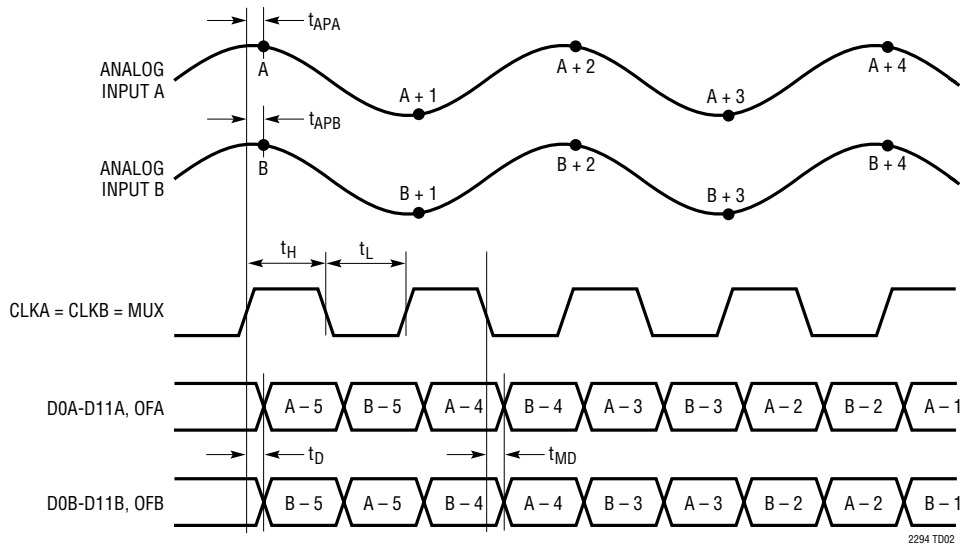 tAPA
ANALOG
INPUT A
A
A + 1
A + 2
A + 3
A + 4
tAPB
ANALOG
INPUT B
B
B + 1
B + 2
B + 3
B + 4
tH
tL
CLKA = CLKB = MUX
D0A-D11A, OFA
A – 5
B – 5
A – 4
B – 4
A – 3
B – 3
A – 2
B – 2
A – 1
tD
tMD
D0B-D11B, OFB
B – 5
A – 5
B – 4
A – 4
B – 3
A – 3
B – 2
A – 2
B – 1
2294 TD02